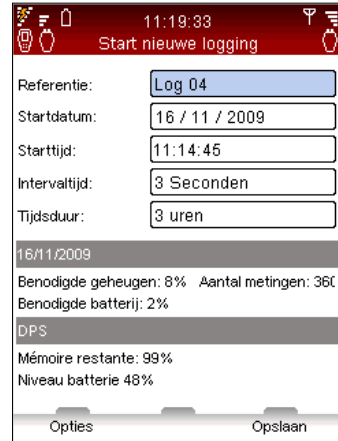 11:19:33
Start nieuwe logging
Referentie: Log 04
Startdatum: 16 / 11 / 2009
Starttijd: 11:14:45
Intervaltijd: 3 Seconden
Tijdsduur: 3 uren
16/11/2009
Benodigde geheugen: 8% Aantal metingen: 360
Benodigde batterij: 2%
DPS
Mémoire restante: 99%
Niveau batterie 48%
Opties Opslaan